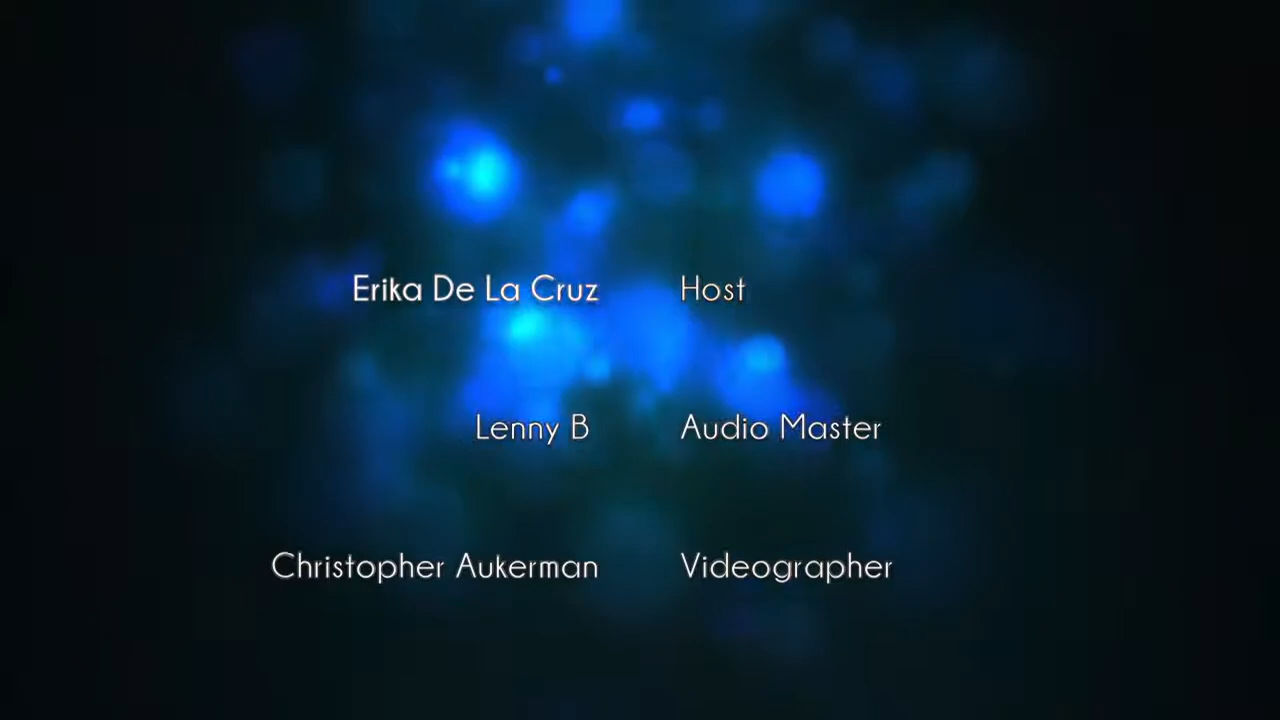 Erika De La Cruz Host
Lenny B Audio Master
Christopher Aukerman Videographer